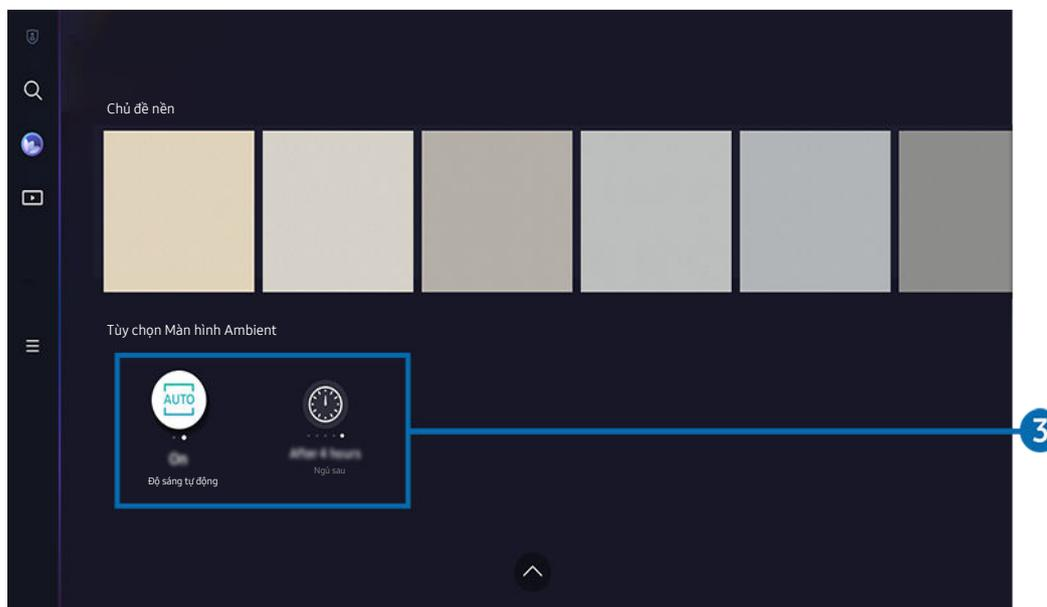 Chủ đề nền
Tùy chọn Màn hình Ambient
AUTO
On
After 4 hours
Độ sáng tự động
Ngủ sau
3